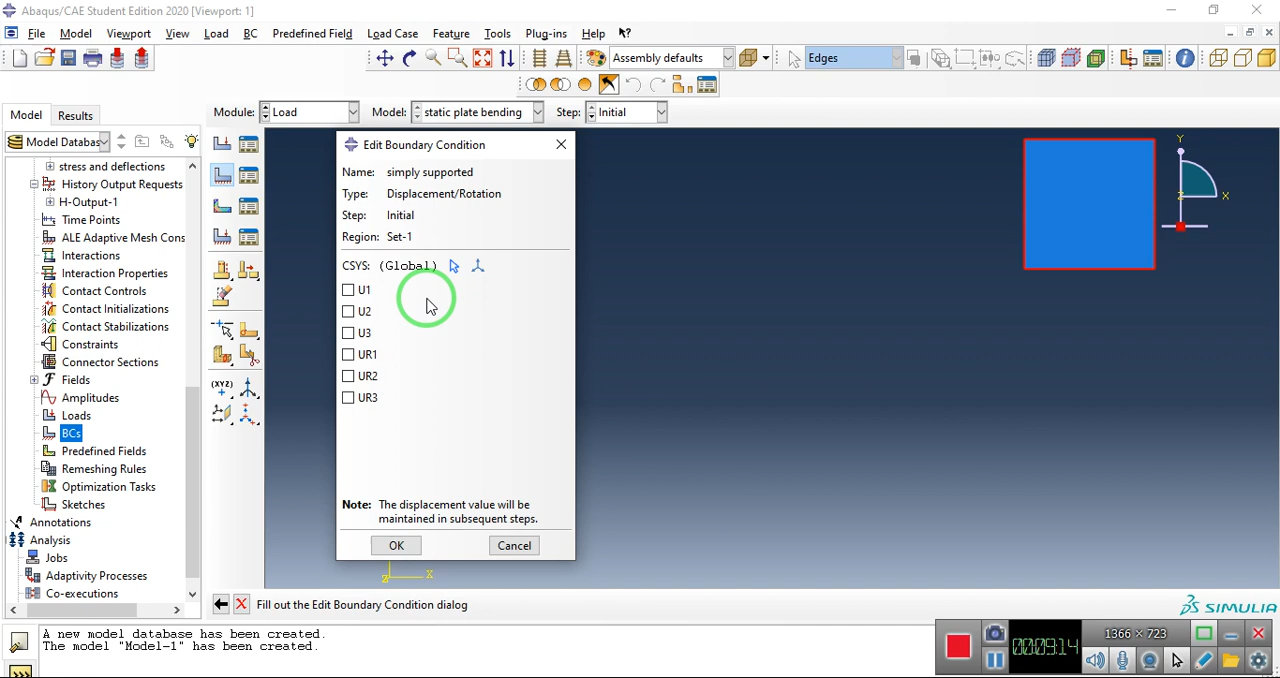 Abaqus/CAE Student Edition 2020 [Viewport: 1]
File Model Viewport View Load BC Predefined Field Load Case Feature Tools Plug-ins Help
Assembly defaults
Edges
Model Results
Module: Load Model: static plate bending Step: Initial
Model Databas
stress and deflections
History Output Requests
H-Output-1
Time Points
ALE Adaptive Mesh Cons
Interactions
Interaction Properties
Contact Controls
Contact Initializations
Contact Stabilizations
Constraints
Connector Sections
Fields
Amplitudes
Loads
BCs
Predefined Fields
Remeshing Rules
Optimization Tasks
Sketches
Annotations
Analysis
Jobs
Adaptivity Processes
Co-executions
(XYZ)
Edit Boundary Condition
Name: simply supported
Type: Displacement/Rotation
Step: Initial
Region: Set-1
CSYS: (Global)
U1
U2
U3
UR1
UR2
UR3
Note: The displacement value will be
maintained in subsequent steps.
OK Cancel
Y
Z X
Z X
Fill out the Edit Boundary Condition dialog
SIMULIA
A new model database has been created.
The model "Model-1" has been created.
00:09:14
1366 × 723